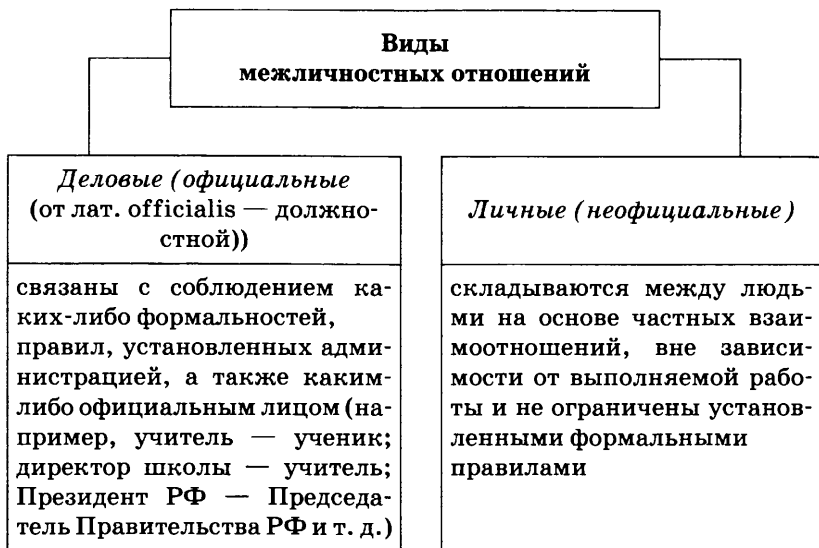 Виды
межличностных отношений
Деловые (официальные
(от лат. officialis — должно-
стной))
связаны с соблюдением ка-
ких-либо формальностей,
правил, установленных адми-
нистрацией, а также каким-
либо официальным лицом (на-
пример, учитель — ученик;
директор школы — учитель;
Президент РФ — Председа-
тель Правительства РФ и т. д.)
Личные (неофициальные)
складываются между людь-
ми на основе частных взаи-
моотношений, вне зависи-
мости от выполняемой рабо-
ты и не ограничены установ-
ленными формальными
правилами